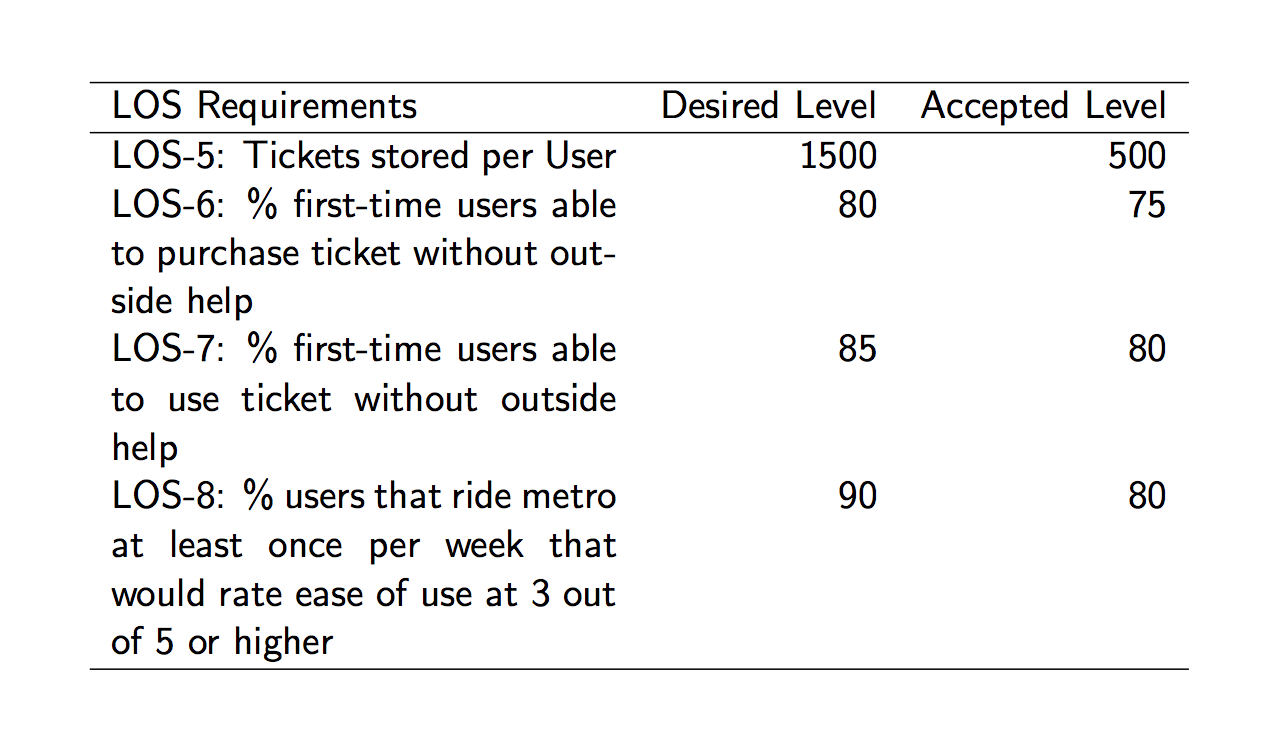 LOS Requirements Desired Level Accepted Level
LOS-5: Tickets stored per User 1500 500
LOS-6: % first-time users able 80 75
to purchase ticket without out-
side help
LOS-7: % first-time users able 85 80
to use ticket without outside
help
LOS-8: % users that ride metro 90 80
at least once per week that
would rate ease of use at 3 out
of 5 or higher